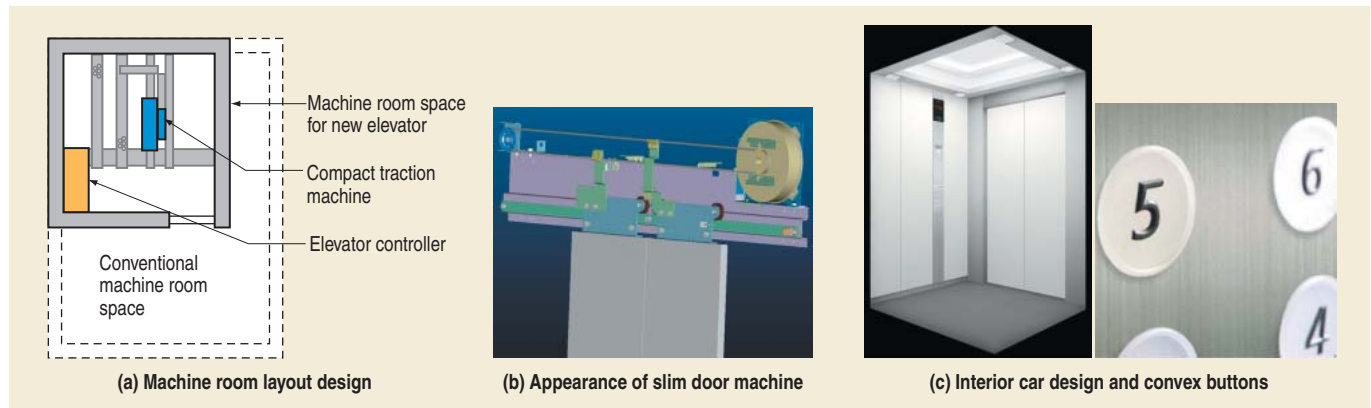 Machine room space
for new elevator
Compact traction
machine
Elevator controller
Conventional
machine room
space
(a) Machine room layout design
(b) Appearance of slim door machine
5
6
4
(c) Interior car design and convex buttons